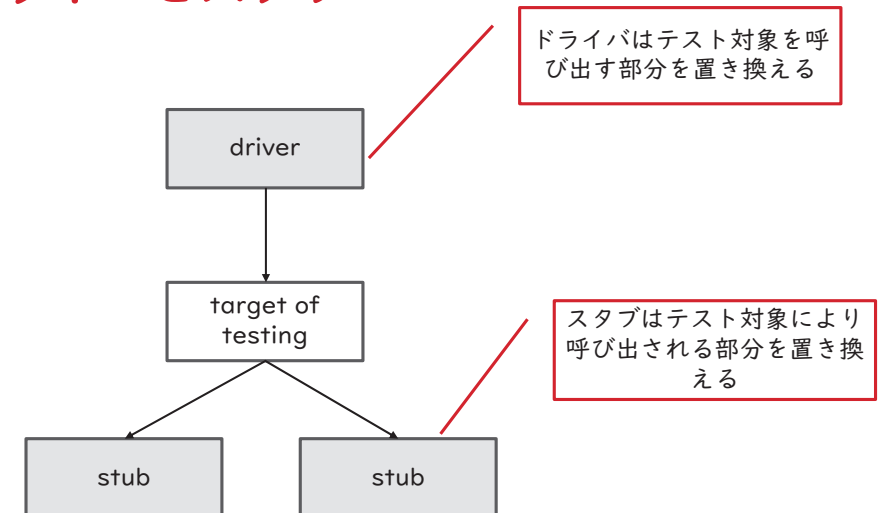 ドライバはテスト対象を呼
び出す部分を置き換える
driver
target of
testing
スタブはテスト対象により
呼び出される部分を置き換
える
stub
stub